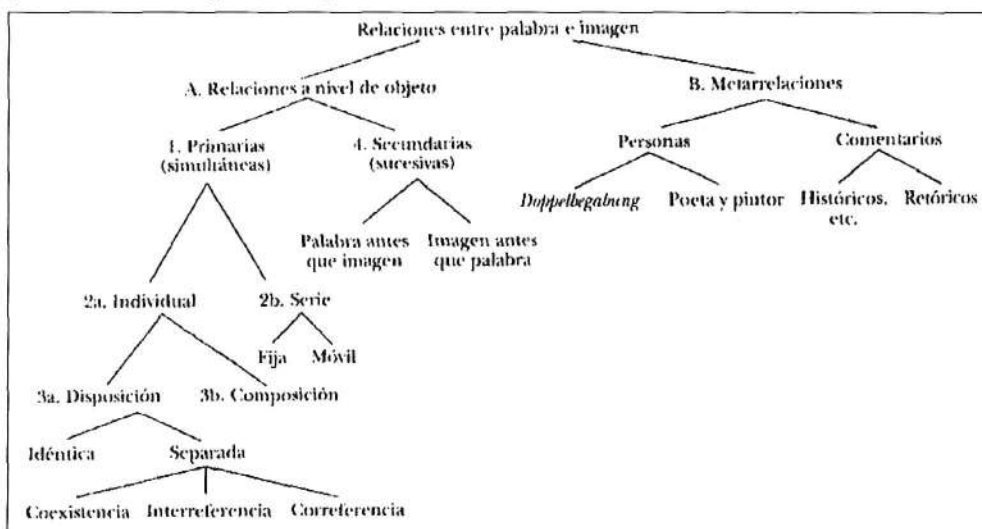 Relaciones entre palabra e imagen
A. Relaciones a nivel de objeto
B. Metarrelaciones
1. Primarias
(simultáneas)
4. Secundarias
(sucesivas)
Personas
Comentarios
Doppelbegabung
Poeta y pintor
Históricos,
etc.
Retóricos
Palabra antes
que imagen
Imagen antes
que palabra
2a. Individual
2b. Serie
Fija
Móvil
3a. Disposición
3b. Composición
Idéntica
Separada
Coexistencia
Interreferencia
Correferencia